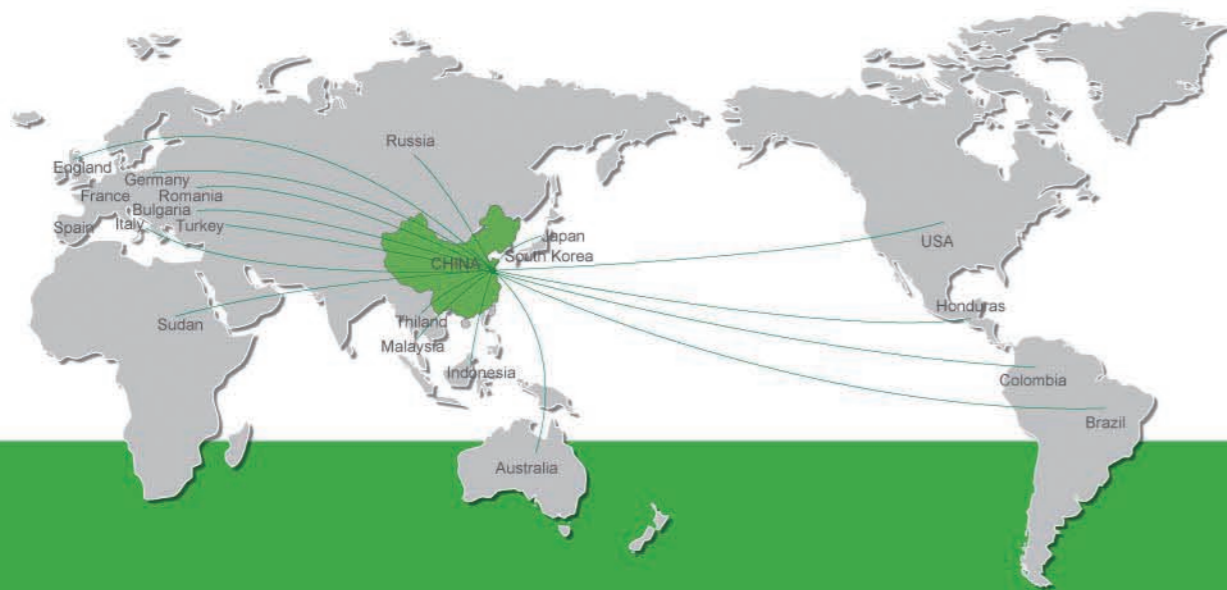 Russia
England
Germany
France
Romania
Bulgaria
Spain
Italy
Turkey
Japan
USA
South Korea
CHINA
Honduras
Sudan
Thiland
Malaysia
Indonesia
Colombia
Brazil
Australia